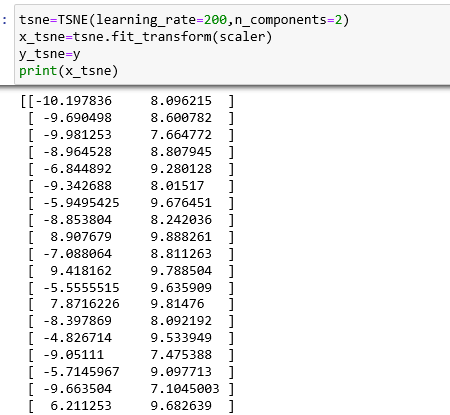 : tsne=TSNE(learning_rate=200,n_components=2)
x_tsne=tsne.fit_transform(scaler)
y_tsne=y
print(x_tsne)
[[-10.197836 8.096215 ]
[ -9.690498 8.600782 ]
[ -9.981253 7.664772 ]
[ -8.964528 8.807945 ]
[ -6.844892 9.280128 ]
[ -9.342688 8.01517 ]
[ -5.9495425 9.676451 ]
[ -8.853804 8.242036 ]
[ 8.907679 9.888261 ]
[ -7.088064 8.811263 ]
[ 9.418162 9.788504 ]
[ -5.5555515 9.635909 ]
[ 7.8716226 9.81476 ]
[ -8.397869 8.092192 ]
[ -4.826714 9.533949 ]
[ -9.05111 7.475388 ]
[ -5.7145967 9.097713 ]
[ -9.663504 7.1045003 ]
[ 6.211253 9.682639 ]